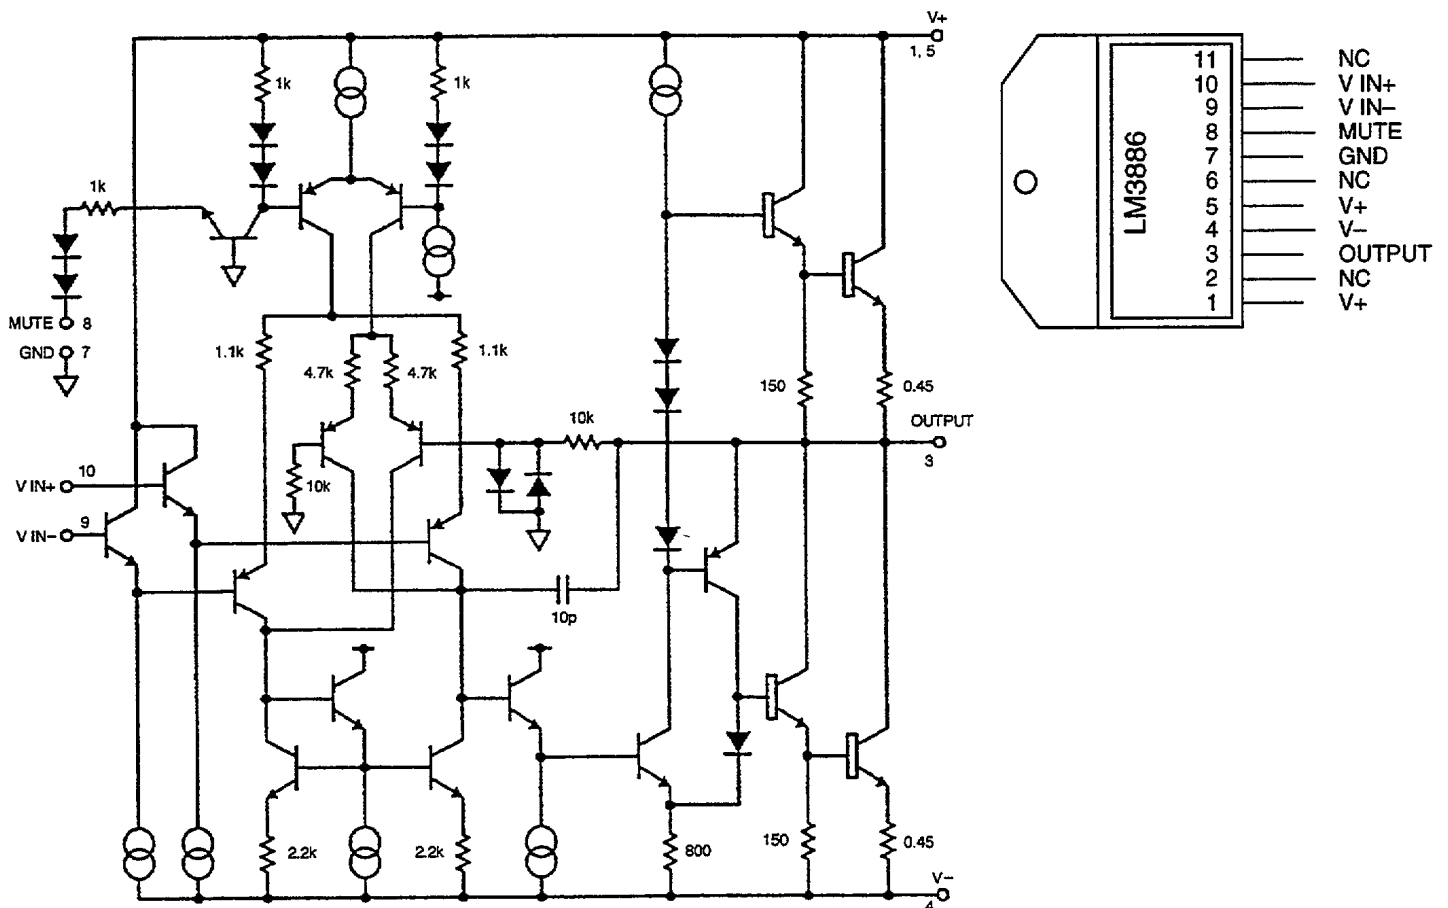 V+
1, 5
1k
1k
1k
MUTE 8
GND 7
1.1k
4.7k
4.7k
1.1k
150
0.45
10k
OUTPUT
3
V IN+ 10
10k
V IN- 9
10p
2.2k
2.2k
800
150
0.45
V-
4
LM3886
11 NC
10 V IN+
9 V IN-
8 MUTE
7 GND
6 NC
5 V+
4 V-
3 OUTPUT
2 NC
1 V+